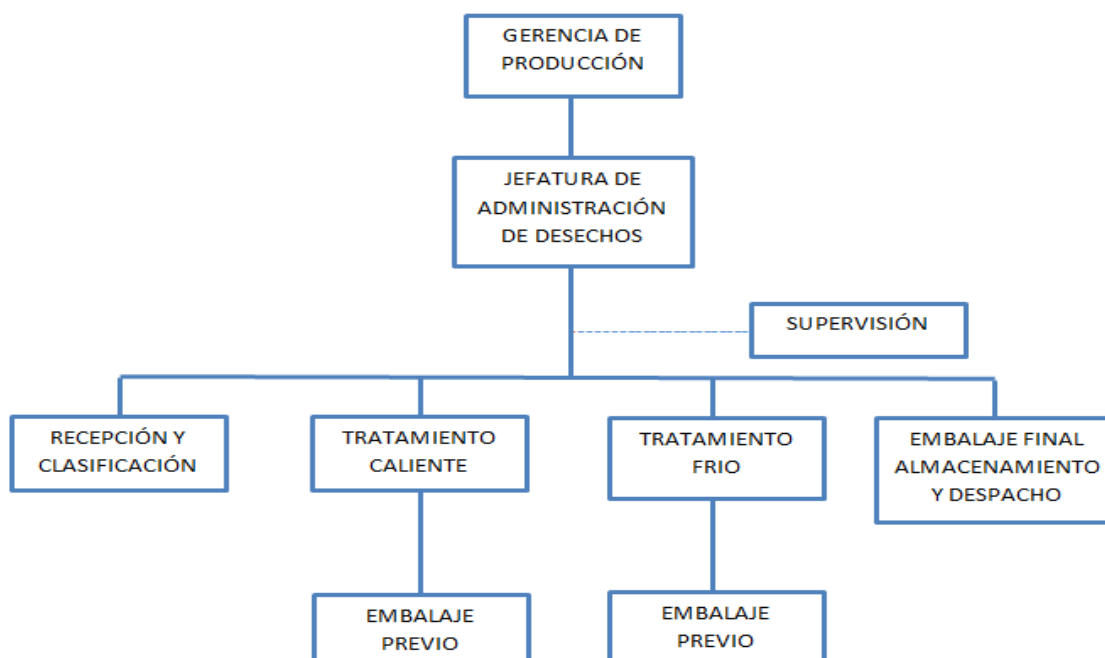 GERENCIA DE
PRODUCCIÓN
JEFATURA DE
ADMINISTRACIÓN
DE DESECHOS
SUPERVISIÓN
RECEPCIÓN Y
CLASIFICACIÓN
TRATAMIENTO
CALIENTE
TRATAMIENTO
FRIO
EMBALAJE FINAL
ALMACENAMIENTO
Y DESPACHO
EMBALAJE
PREVIO
EMBALAJE
PREVIO